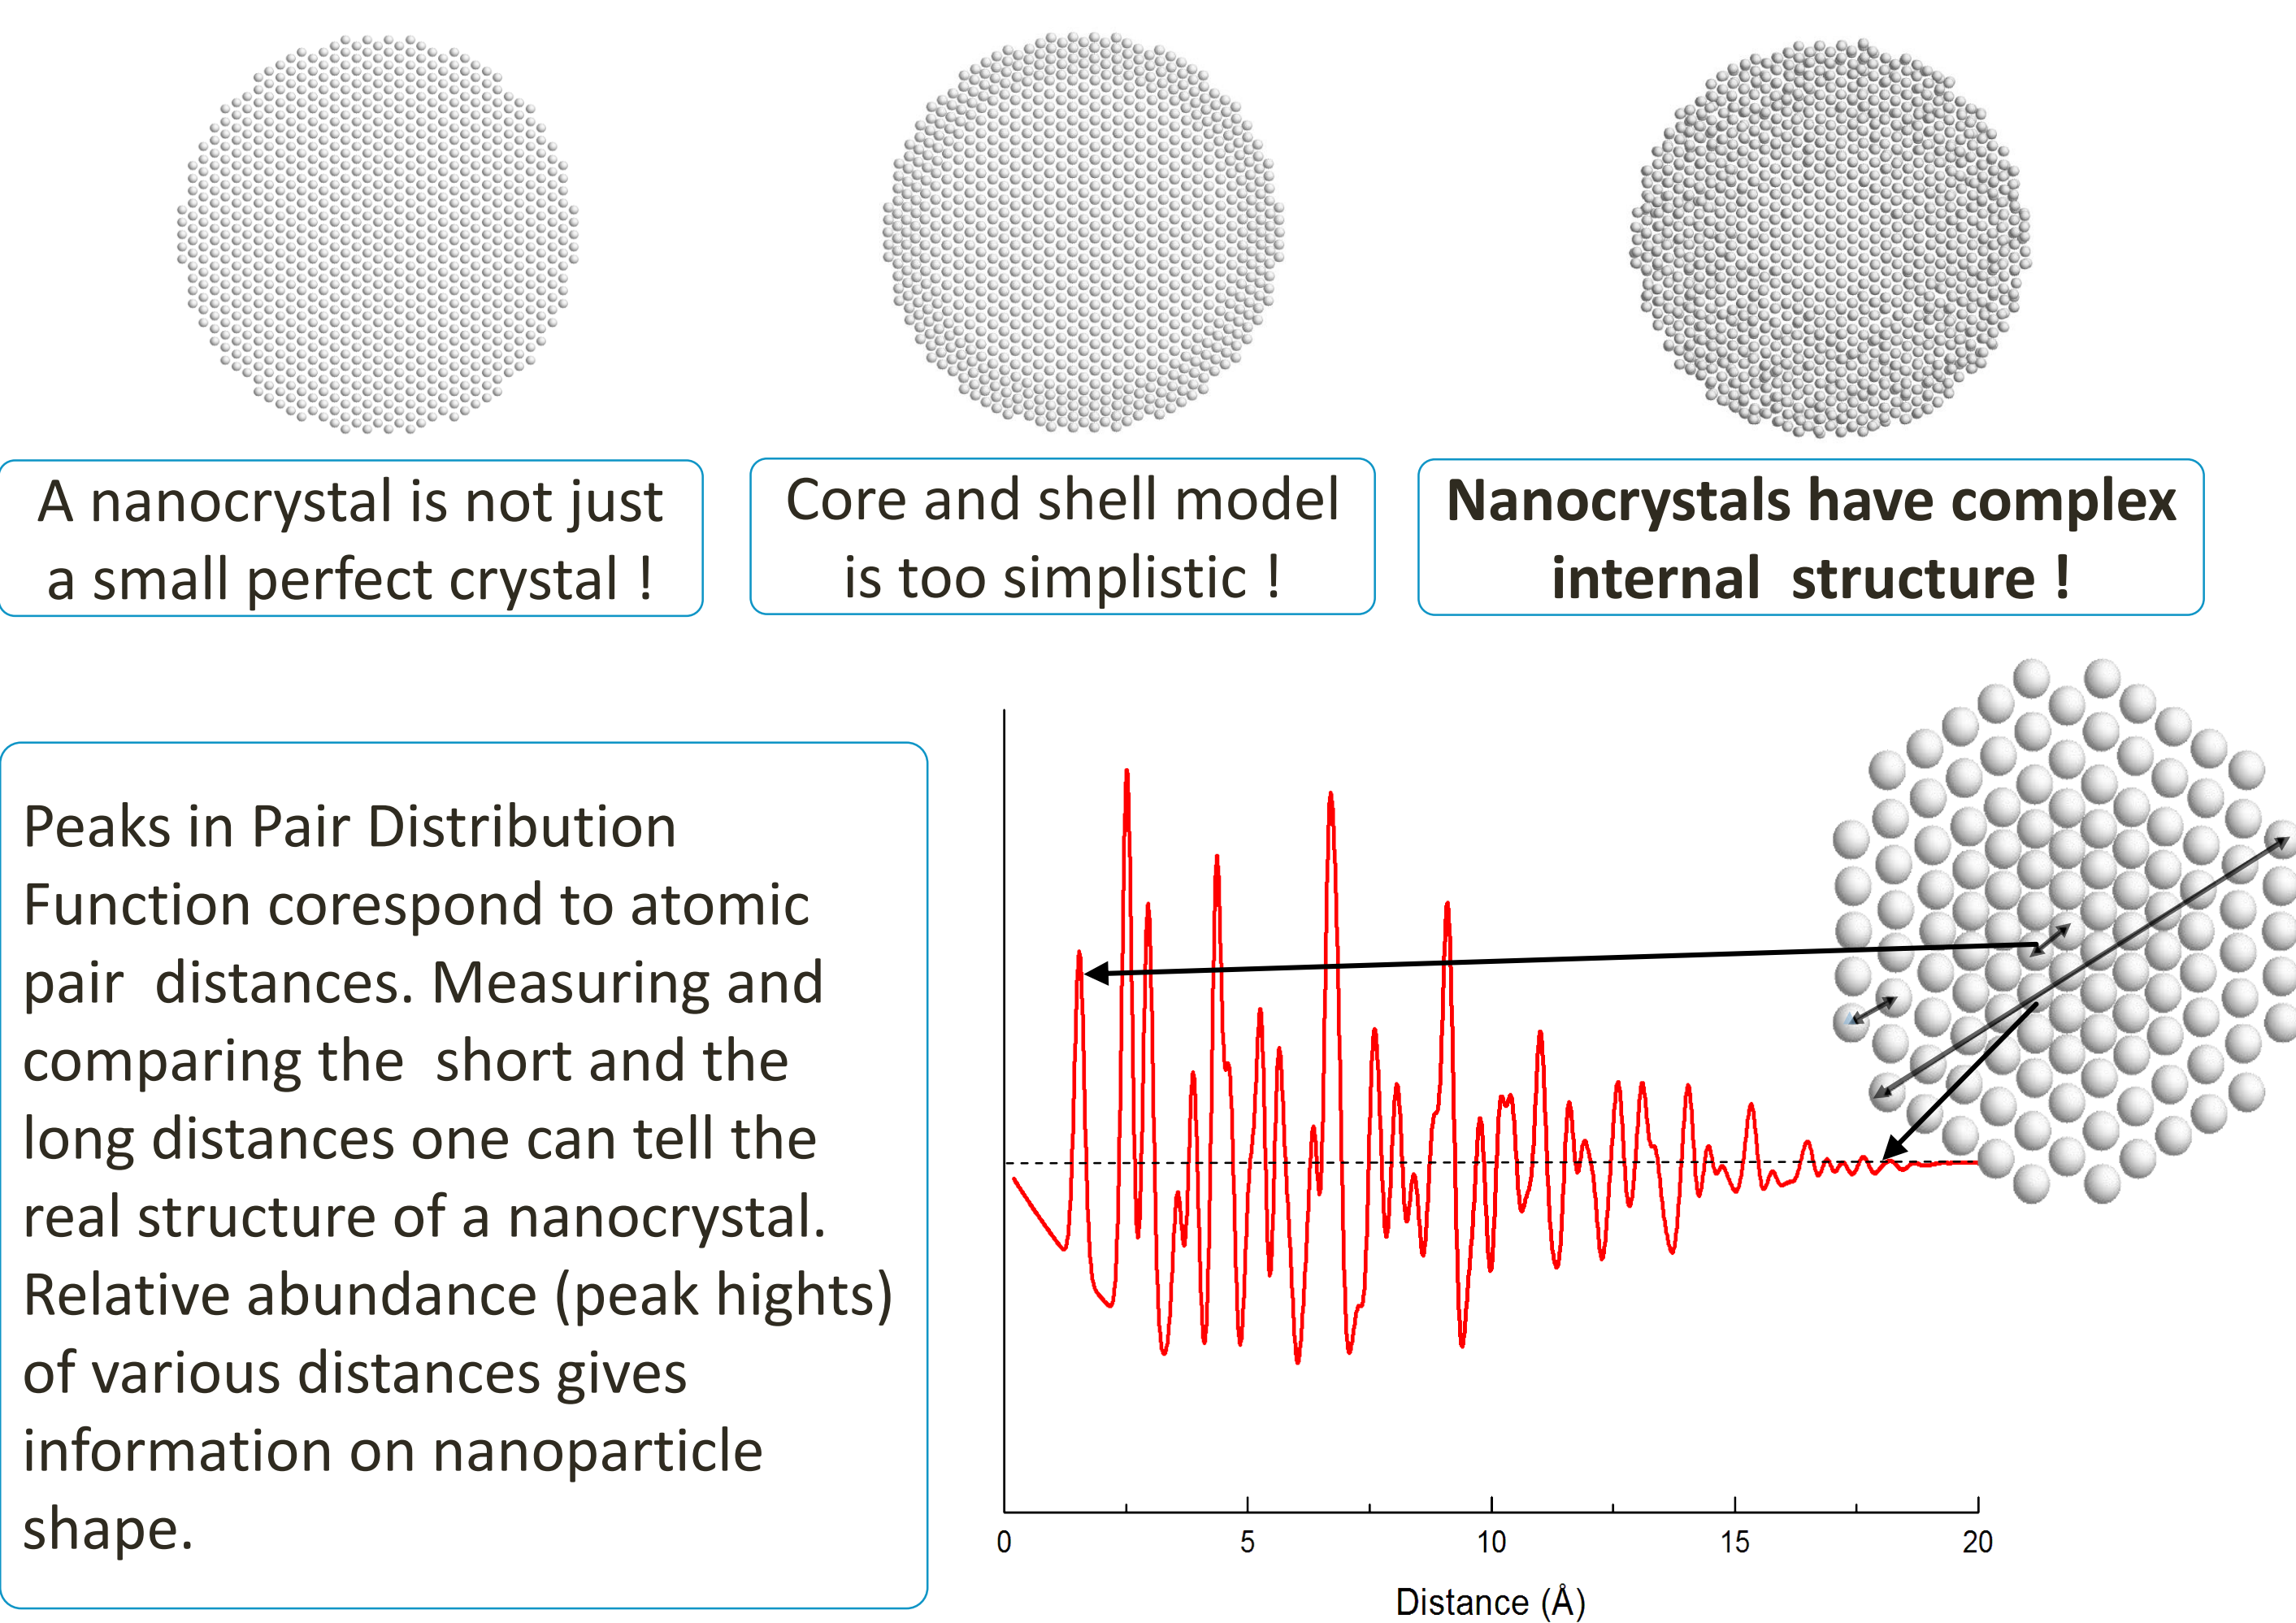 A nanocrystal is not just
a small perfect crystal !
Core and shell model
is too simplistic !
Nanocrystals have complex
internal  structure !
Peaks in Pair Distribution
Function corespond to atomic
pair  distances. Measuring and
comparing the  short and the
long distances one can tell the
real structure of a nanocrystal.
Relative abundance (peak hights)
of various distances gives
information on nanoparticle
shape.
0 5 10 15 20
Distance (Å)